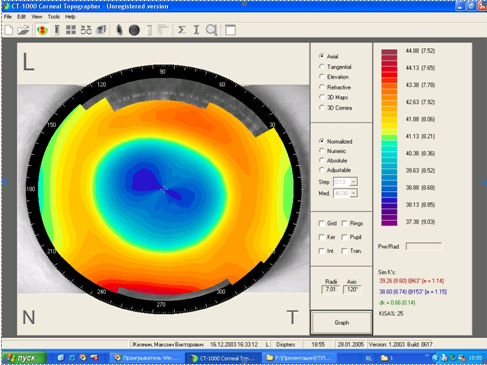 CT-1000 Corneal Topographer - Unregistered version
File Edit View Tools Help
L
N
T
120
90
60
30
180
210
240
270
Axial
Tangential
Elevation
Refractive
3D Maps
3D Cornea
Normalized
Numeric
Absolute
Adjustable
Step 0.13
Med. 46.00
Grid Rings
Ker Pupil
Int. Tran.
Radii Axis
7.01 120°
Graph
44.88 (7.52)
44.13 (7.65)
43.38 (7.78)
42.63 (7.92)
41.88 (8.06)
41.13 (8.21)
40.38 (8.36)
39.63 (8.52)
38.88 (8.68)
38.13 (8.85)
37.38 (9.03)
Pwr/Rad
Sim K's:
39.26 (8.60) @63° [e = 1.14]
38.60 (8.74) @153° [e = 1.15]
dk = 0.66 (0.14)
KISA%: 25
Желнин, Максим Викторович. 16.12.2003 16:33:12 L Diopters 18:55 28.01.2005 Version: 1.2003 Build: 0617
пуск Проигрыватель Win... CT-1000 Corneal Top... RL 1 18:55